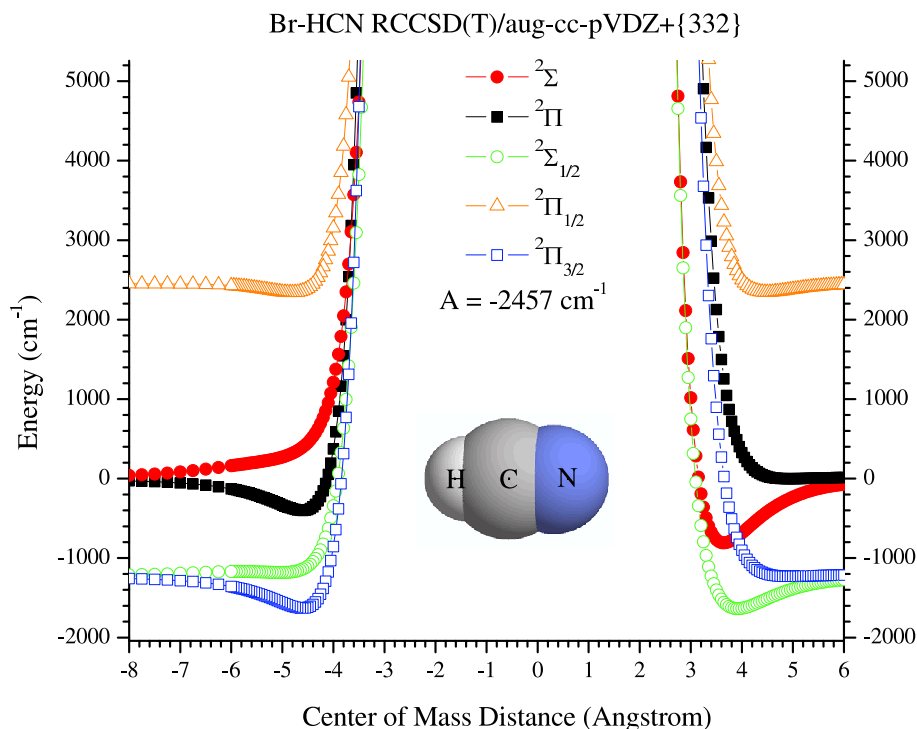 Br-HCN RCCSD(T)/aug-cc-pVDZ+{332}
²Σ
²Π
²Σ₁/₂
²Π₁/₂
²Π₃/₂
A = -2457 cm⁻¹
H C N
Energy (cm⁻¹)
5000
4000
3000
2000
1000
0
-1000
-2000
5000
4000
3000
2000
1000
0
-1000
-2000
-8 -7 -6 -5 -4 -3 -2 -1 0 1 2 3 4 5 6
Center of Mass Distance (Angstrom)